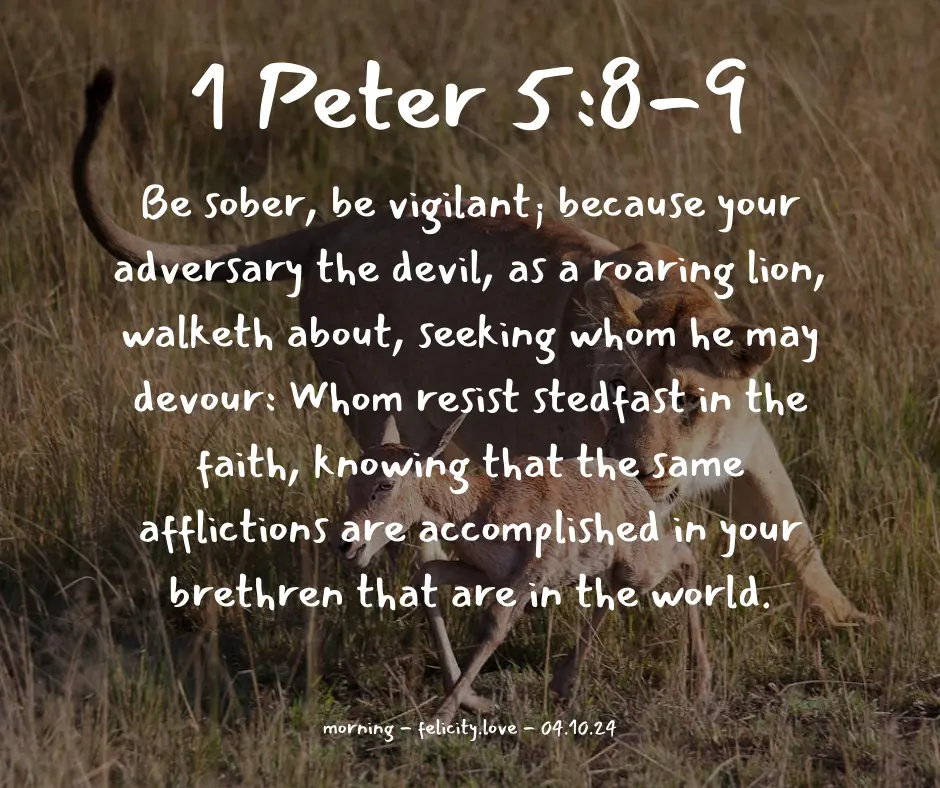 1 Peter 5:8-9
Be sober, be vigilant; because your
adversary the devil, as a roaring lion,
walketh about, seeking whom he may
devour: Whom resist stedfast in the
faith, knowing that the same
afflictions are accomplished in your
brethren that are in the world.
morning - felicity.love - 04.10.24